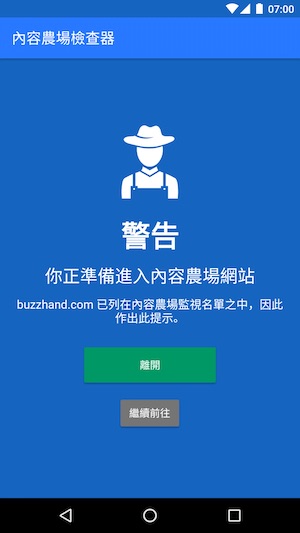 07:00
內容農場檢查器
警告
你正準備進入內容農場網站
buzzhand.com 已列在內容農場監視名單之中，因此
作出此提示。
離開
繼續前往